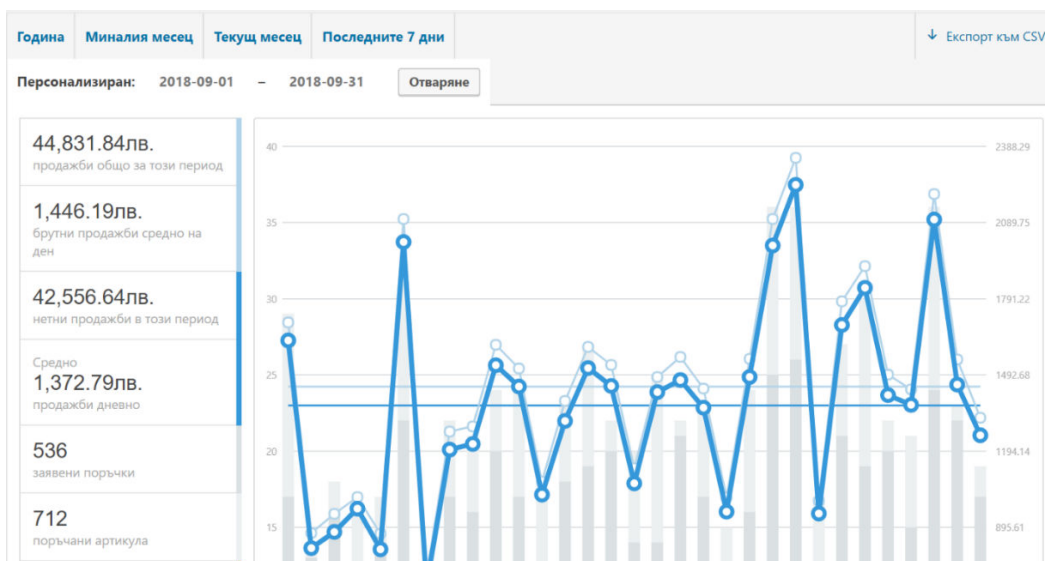 Година Миналия месец Текущ месец Последните 7 дни Експорт към CSV
Персонализиран: 2018-09-01 – 2018-09-31 Отваряне
44,831.84лв.
продажби общо за този период
1,446.19лв.
брутни продажби средно на
ден
42,556.64лв.
нетни продажби в този период
Средно
1,372.79лв.
продажби дневно
536
заявени поръчки
712
поръчани артикула
40 2388.29
35 2089.75
30 1791.22
25 1492.68
20 1194.14
15 895.61